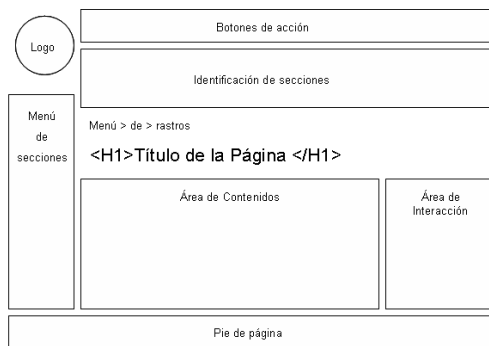 Logo
Botones de acción
Identificación de secciones
Menú
de
secciones
Menú > de > rastros
<H1>Título de la Página </H1>
Área de Contenidos
Área de
Interacción
Pie de página